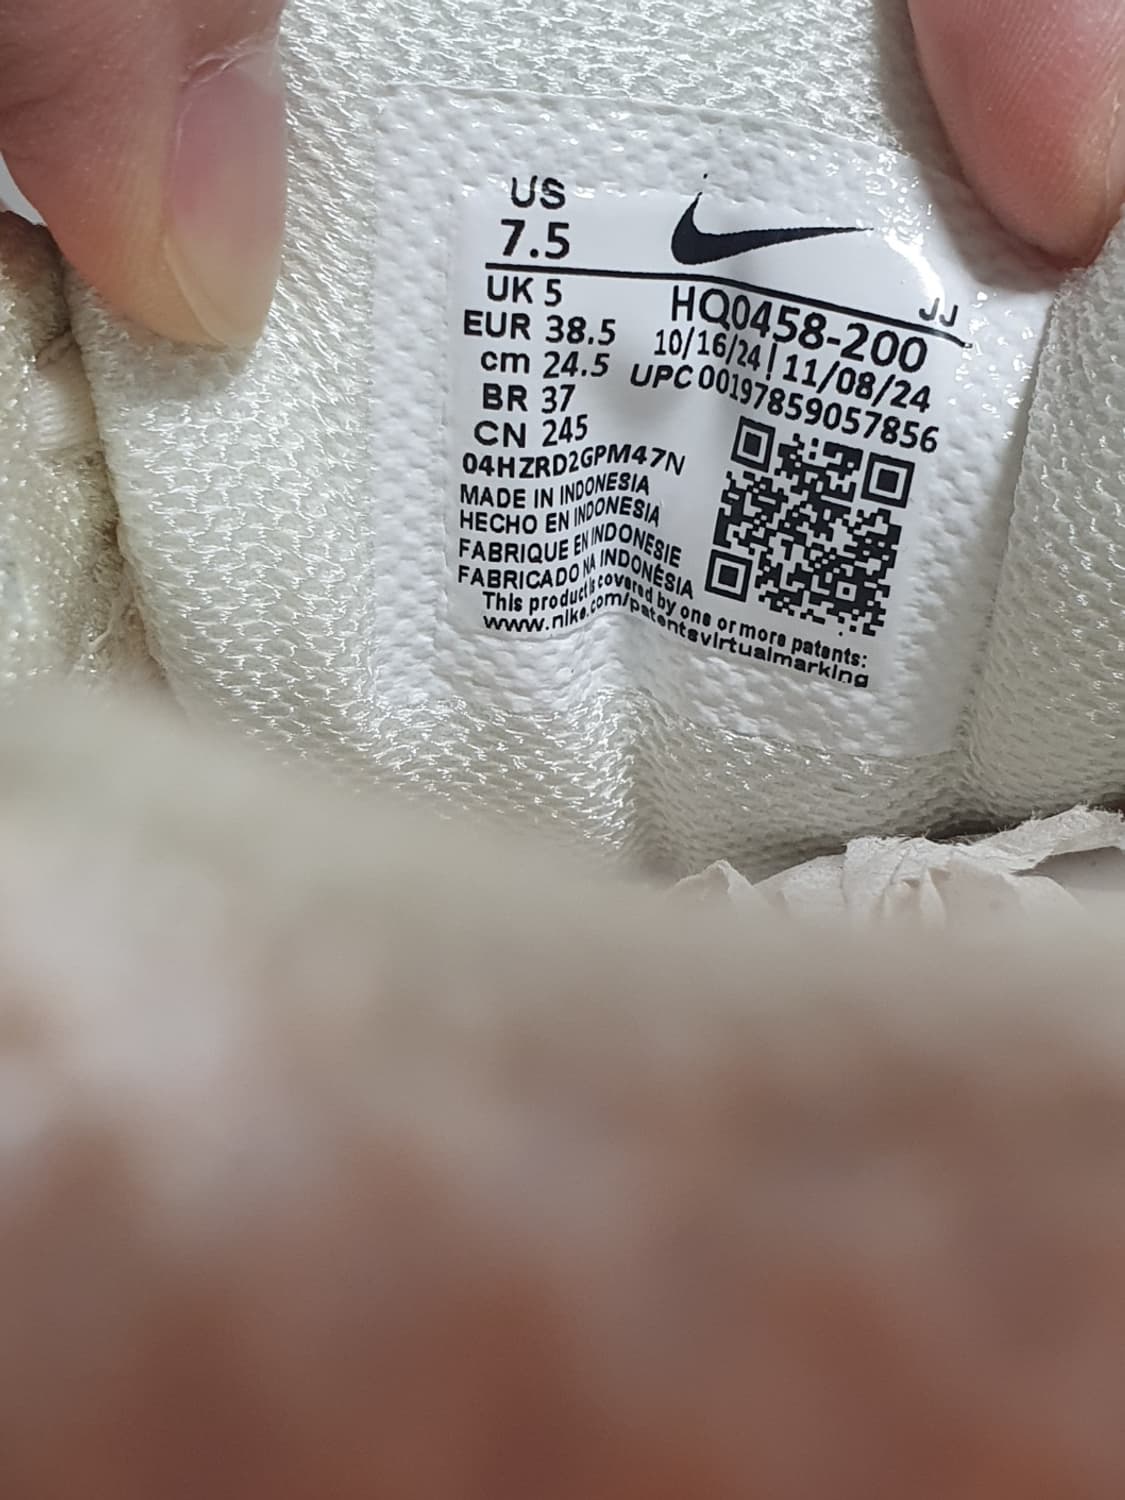 US
7.5
UK 5
EUR 38.5
cm 24.5
BR 37
CN 245
JJ
HQ0458-200
10/16/24 | 11/08/24
UPC 00197859057856
04HZRD2GPM47N
MADE IN INDONESIA
HECHO EN INDONESIA
FABRIQUE EN INDONESIE
FABRICADO NA INDONÉSIA
This product is covered by one or more patents:
www.nike.com/patentsvirtualmarking